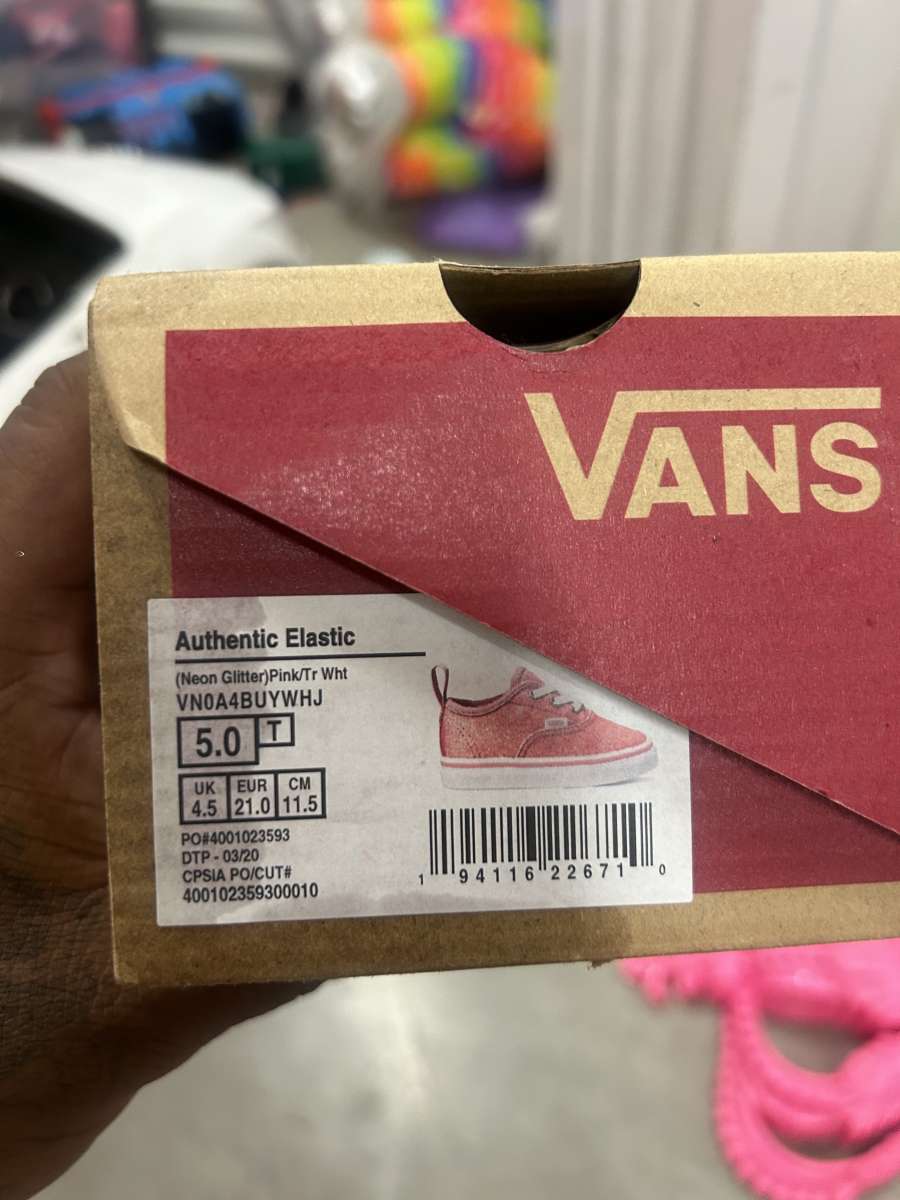 VANS
Authentic Elastic
(Neon Glitter)Pink/Tr Wht
VN0A4BUYWHJ
5.0 T
UK EUR CM
4.5 21.0 11.5
PO#4001023593
DTP - 03/20
CPSIA PO/CUT#
400102359300010
1 94116 22671 0